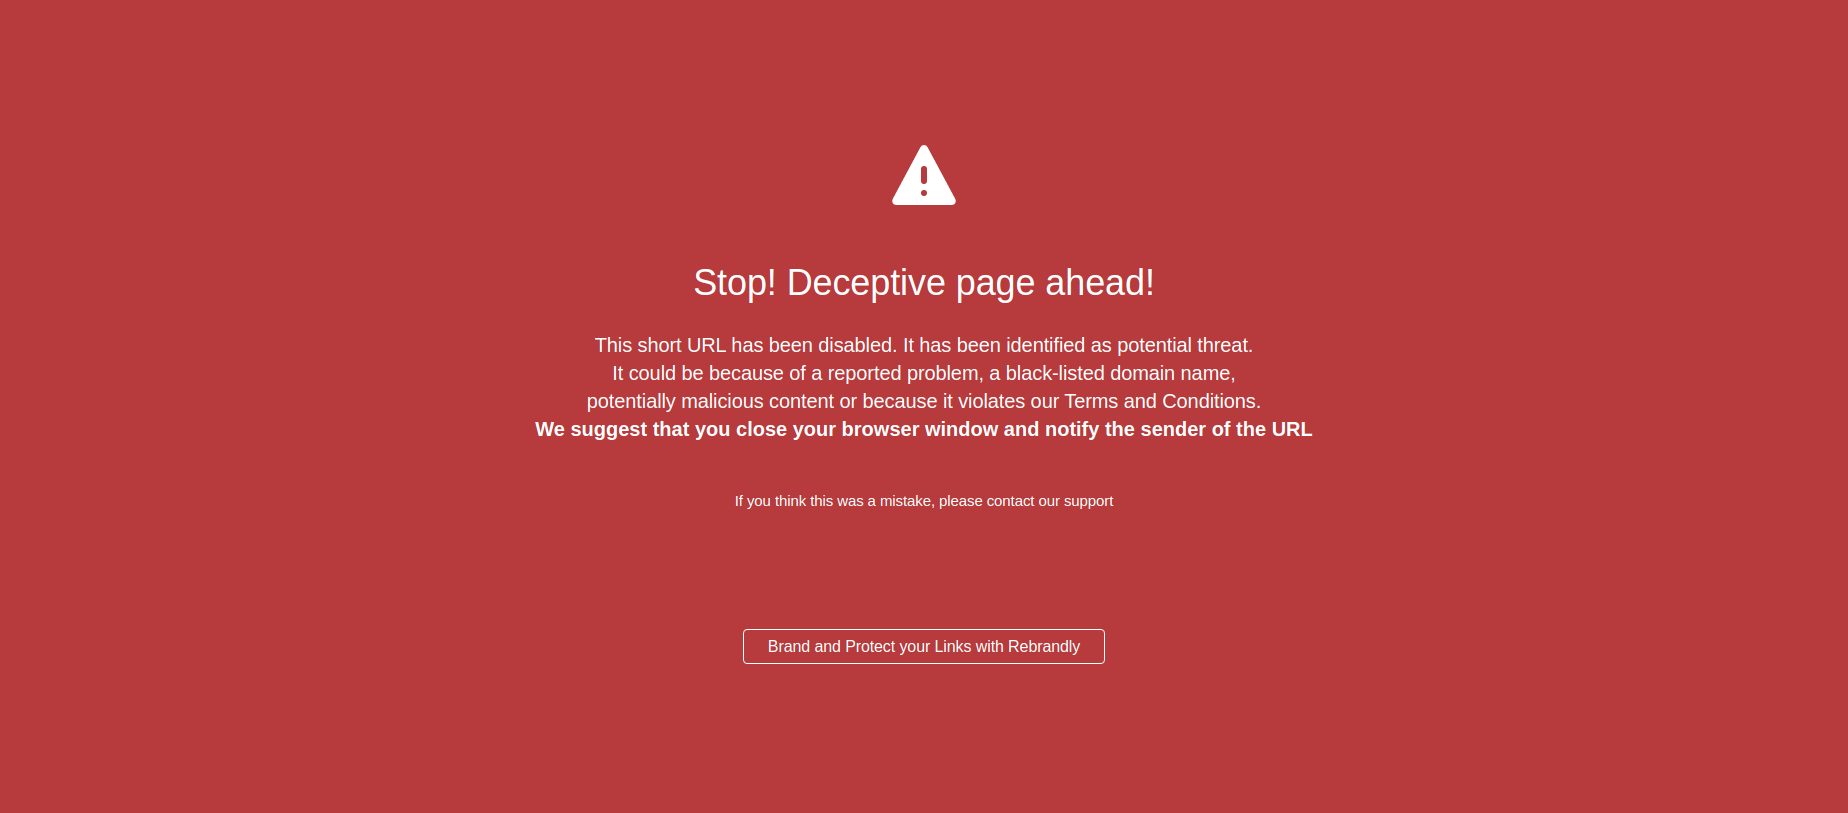 Stop! Deceptive page ahead!
This short URL has been disabled. It has been identified as potential threat.
It could be because of a reported problem, a black-listed domain name,
potentially malicious content or because it violates our Terms and Conditions.
We suggest that you close your browser window and notify the sender of the URL
If you think this was a mistake, please contact our support
Brand and Protect your Links with Rebrandly